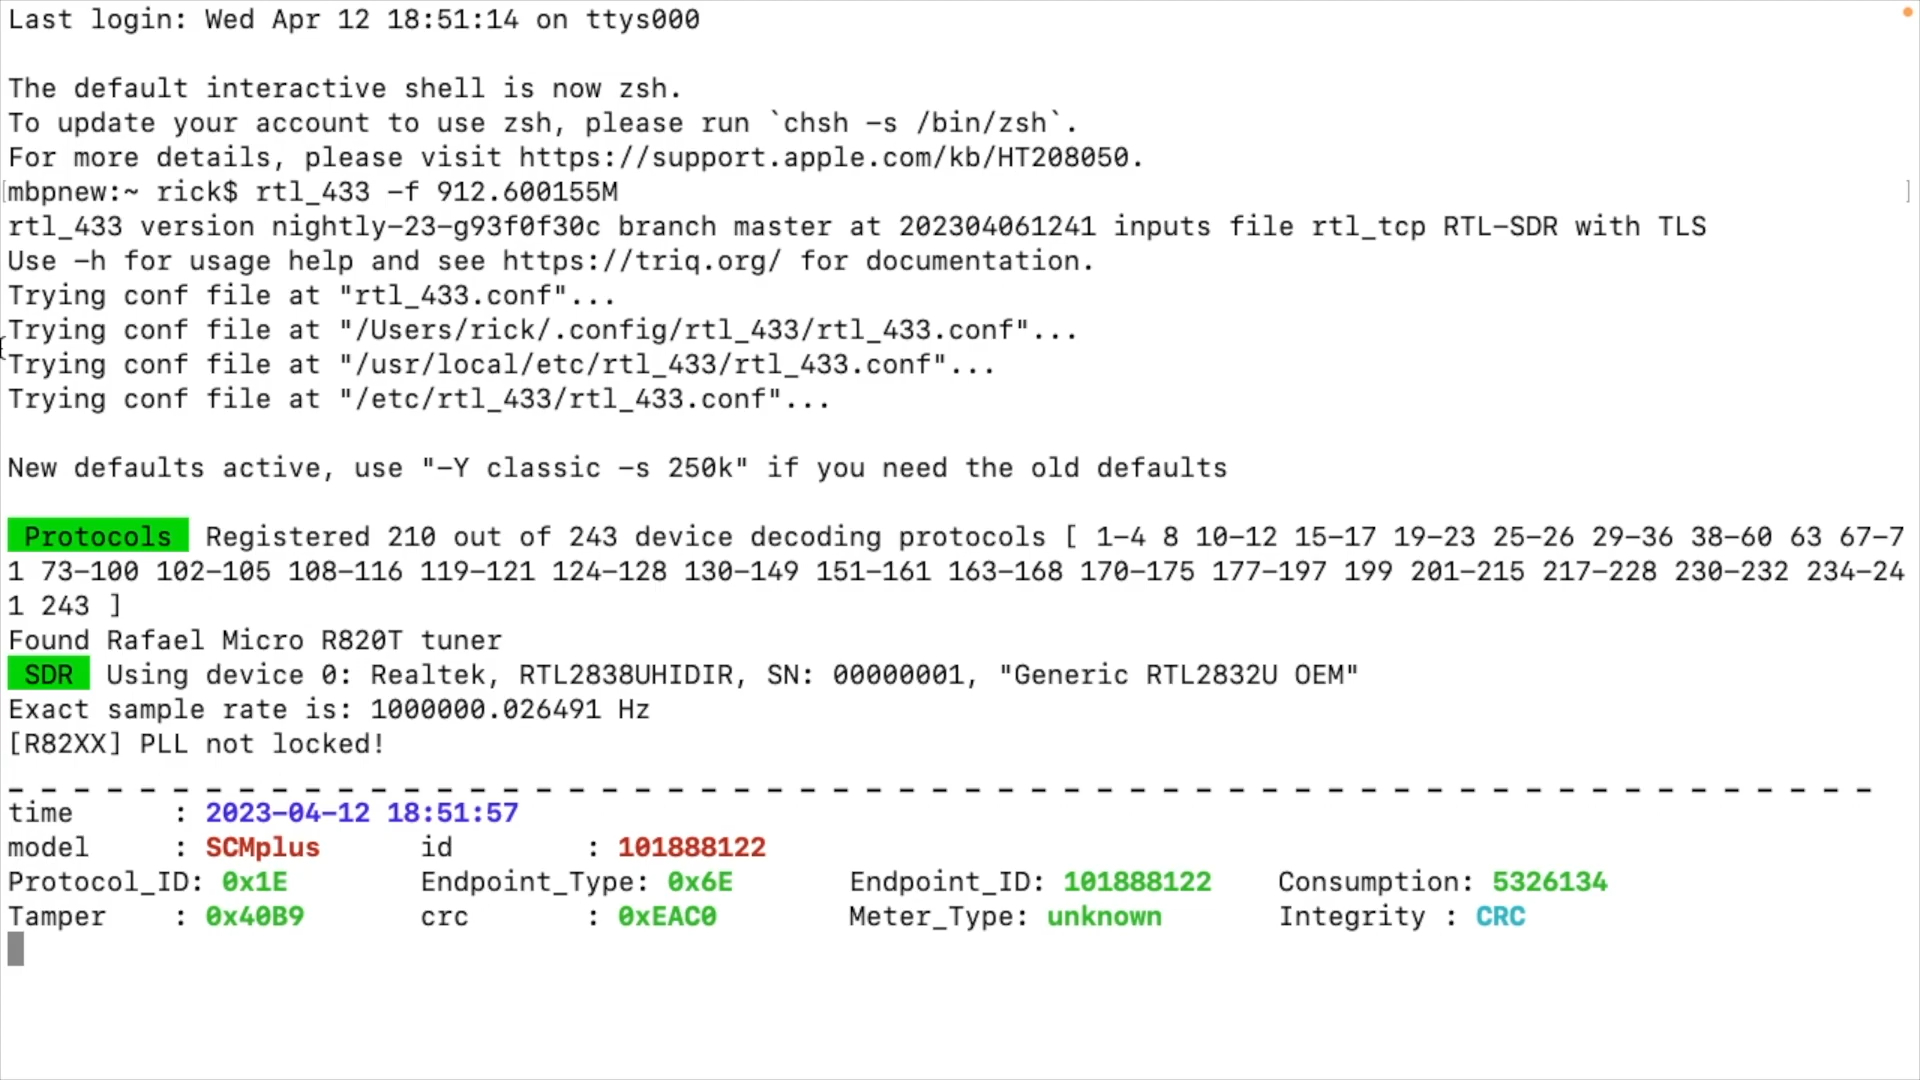 Last login: Wed Apr 12 18:51:14 on ttys000
The default interactive shell is now zsh.
To update your account to use zsh, please run `chsh -s /bin/zsh`.
For more details, please visit https://support.apple.com/kb/HT208050.
[mbpnew:~ rick$ rtl_433 -f 912.600155M ]
rtl_433 version nightly-23-g93f0f30c branch master at 202304061241 inputs file rtl_tcp RTL-SDR with TLS
Use -h for usage help and see https://triq.org/ for documentation.
Trying conf file at "rtl_433.conf"...
Trying conf file at "/Users/rick/.config/rtl_433/rtl_433.conf"...
Trying conf file at "/usr/local/etc/rtl_433/rtl_433.conf"...
Trying conf file at "/etc/rtl_433/rtl_433.conf"...
New defaults active, use "-Y classic -s 250k" if you need the old defaults
Protocols Registered 210 out of 243 device decoding protocols [ 1-4 8 10-12 15-17 19-23 25-26 29-36 38-60 63 67-7
1 73-100 102-105 108-116 119-121 124-128 130-149 151-161 163-168 170-175 177-197 199 201-215 217-228 230-232 234-24
1 243 ]
Found Rafael Micro R820T tuner
SDR Using device 0: Realtek, RTL2838UHIDIR, SN: 00000001, "Generic RTL2832U OEM"
Exact sample rate is: 1000000.026491 Hz
[R82XX] PLL not locked!
_ _ _ _ _ _ _ _ _ _ _ _ _ _ _ _ _ _ _ _ _ _ _ _ _ _ _ _ _ _ _ _ _ _ _ _ _ _ _ _ _ _ _ _ _ _ _ _ _ _ _ _ _ _ _ _ _
time : 2023-04-12 18:51:57
model : SCMplus id : 101888122
Protocol_ID: 0x1E Endpoint_Type: 0x6E Endpoint_ID: 101888122 Consumption: 5326134
Tamper : 0x40B9 crc : 0xEAC0 Meter_Type: unknown Integrity : CRC